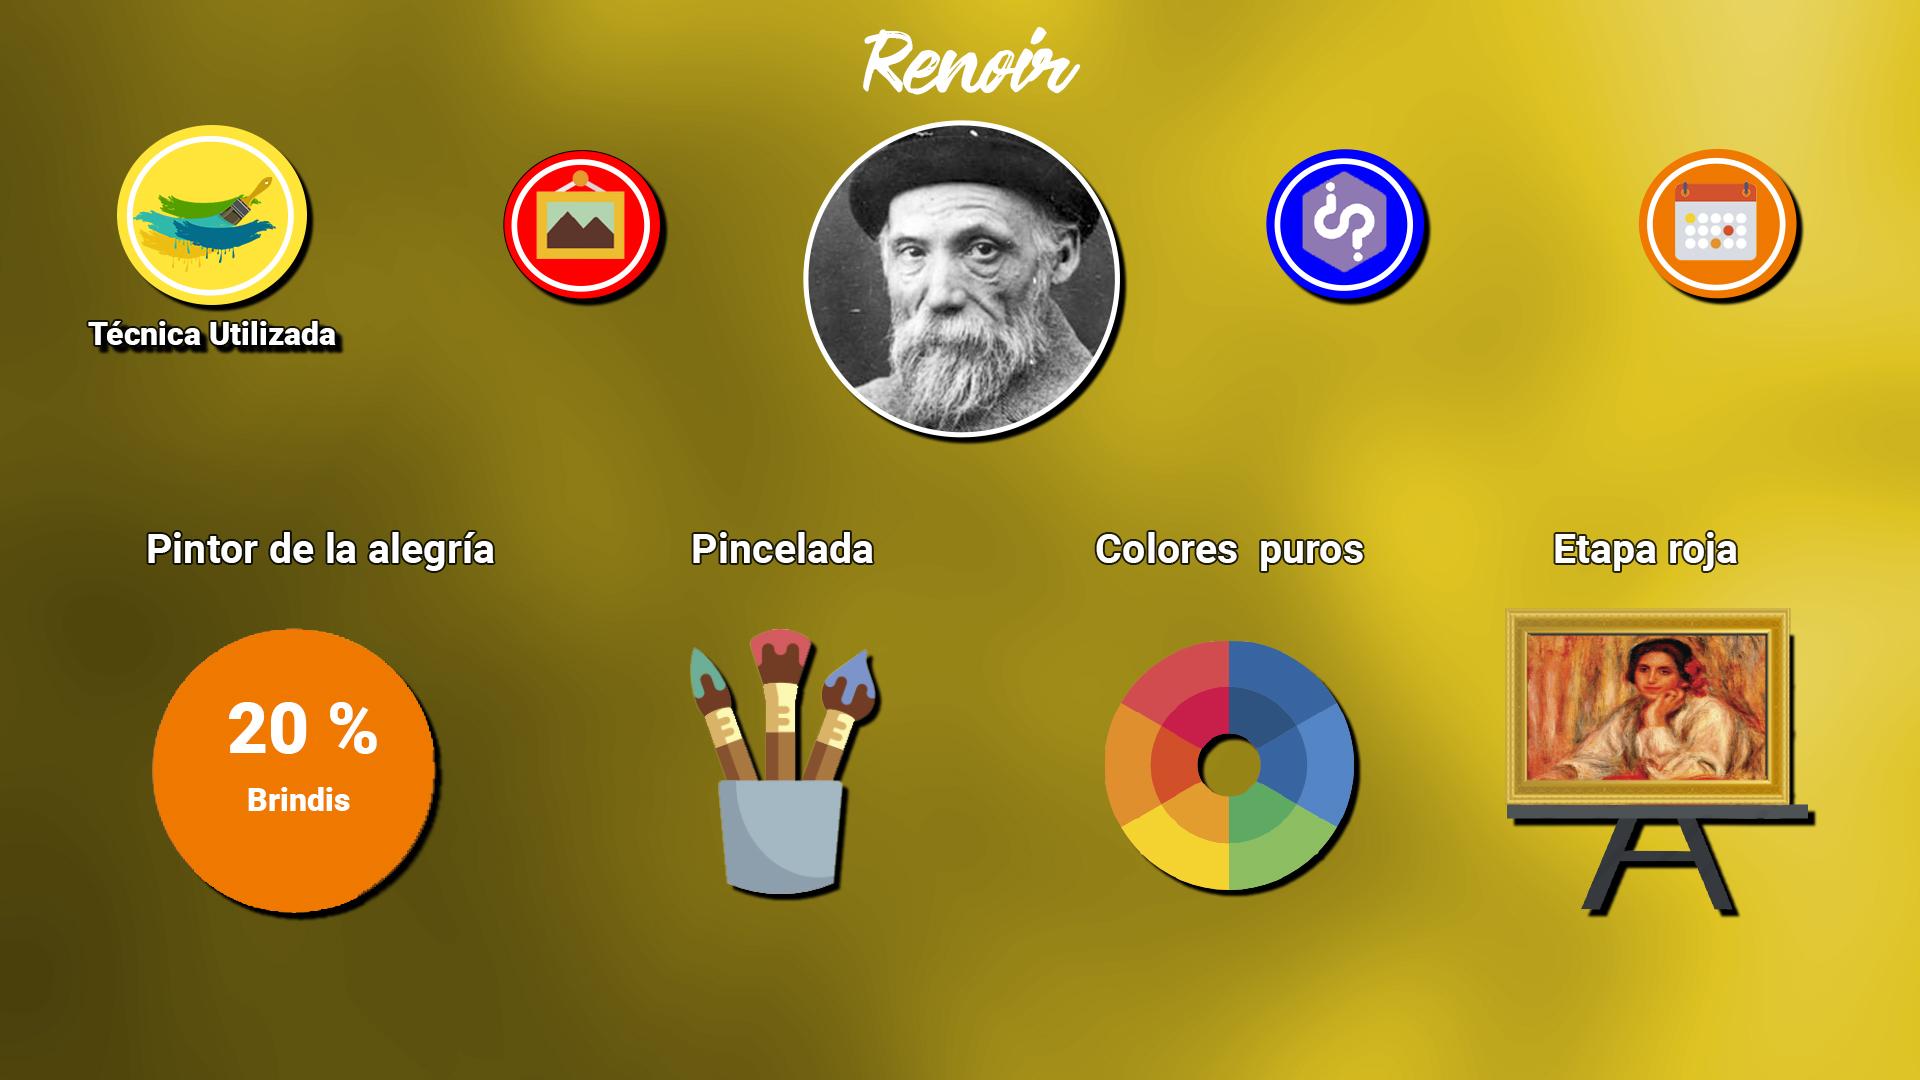 Renoir
Técnica Utilizada
Pintor de la alegría
Pincelada
Colores  puros
Etapa roja
20 %
Brindis